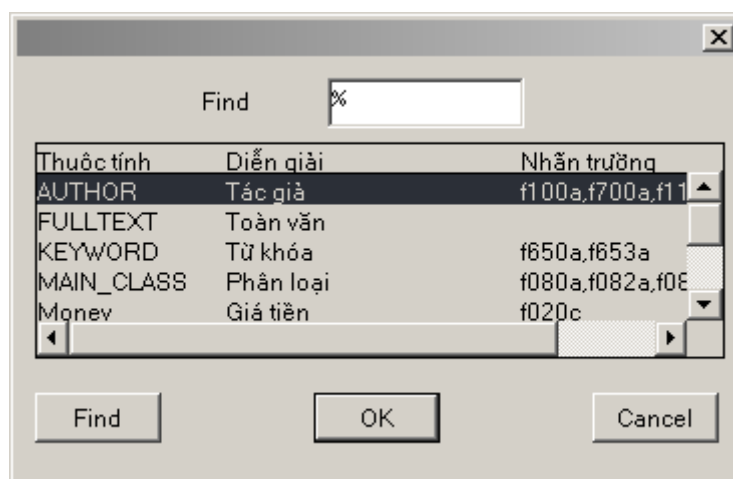 Find %
Thuộc tính Diễn giải Nhãn trường
AUTHOR Tác giả f100a,f700a,f11
FULLTEXT Toàn văn
KEYWORD Từ khóa f650a,f653a
MAIN_CLASS Phân loại f080a,f082a,f08
Money Giá tiền f020c
Find OK Cancel